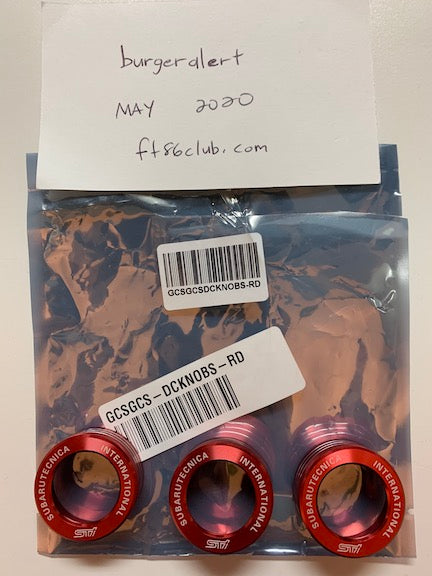 burgeralert
MAY 2020
ft86club.com
GCSGCSDCKNOBS-RD
GCSGCS-DCKNOBS-RD
SUBARUTECNICA INTERNATIONAL
STI
SUBARUTECNICA INTERNATIONAL
STI
SUBARUTECNICA INTERNATIONAL
STI